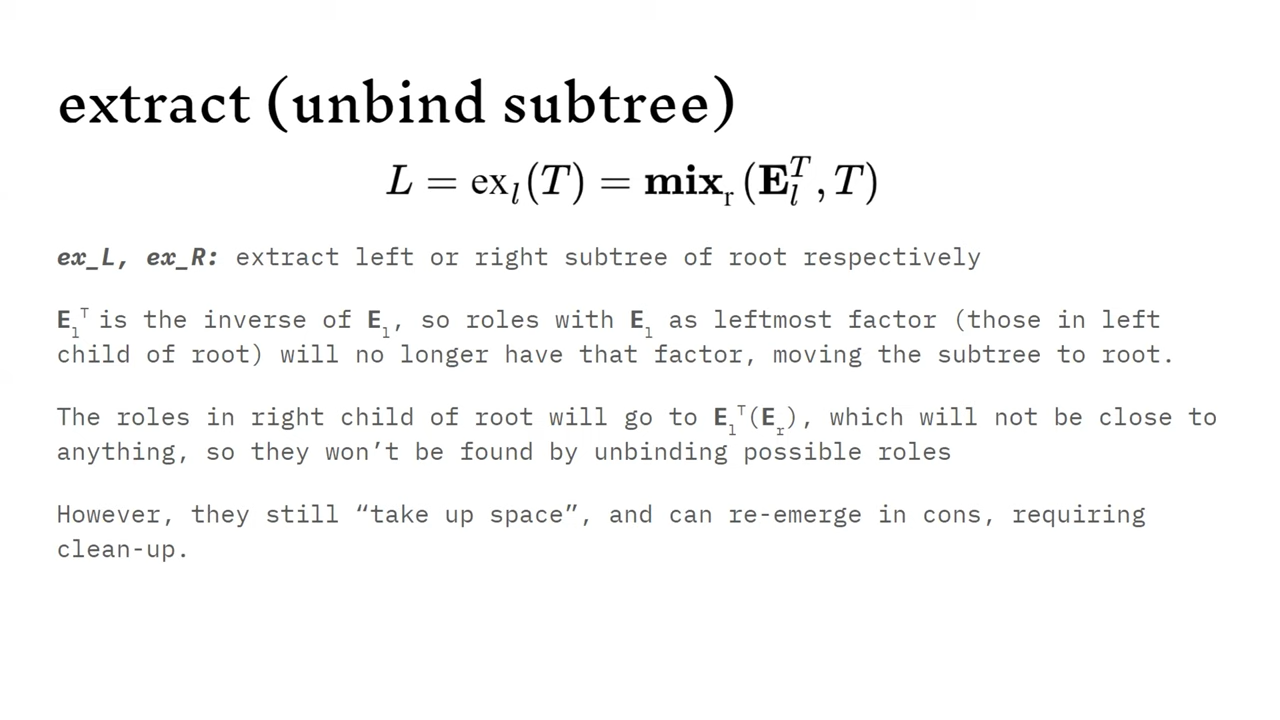 extract (unbind subtree)
L = ex_l(T) = mix_r(E_l^T, T)
ex_L, ex_R: extract left or right subtree of root respectively
E_l^T is the inverse of E_l, so roles with E_l as leftmost factor (those in left
child of root) will no longer have that factor, moving the subtree to root.
The roles in right child of root will go to E_l^T(E_r), which will not be close to
anything, so they won’t be found by unbinding possible roles
However, they still “take up space”, and can re-emerge in cons, requiring
clean-up.